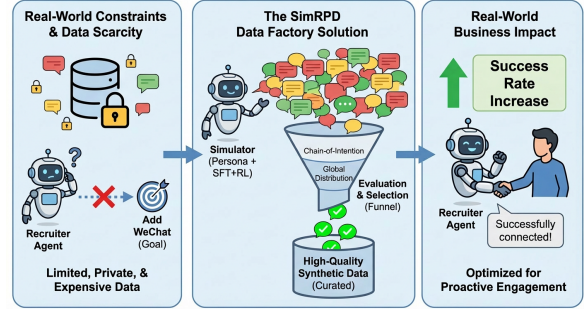 Real-World Constraints
& Data Scarcity
?
Recruiter
Agent
Add
WeChat
(Goal)
Limited, Private, &
Expensive Data
The SimRPD
Data Factory Solution
Simulator
(Persona +
SFT+RL)
Chain-of-Intention
Global
Distribution
Evaluation
& Selection
(Funnel)
High-Quality
Synthetic Data
(Curated)
Real-World
Business Impact
Success
Rate
Increase
Recruiter
Agent
Successfully
connected!
Optimized for
Proactive Engagement